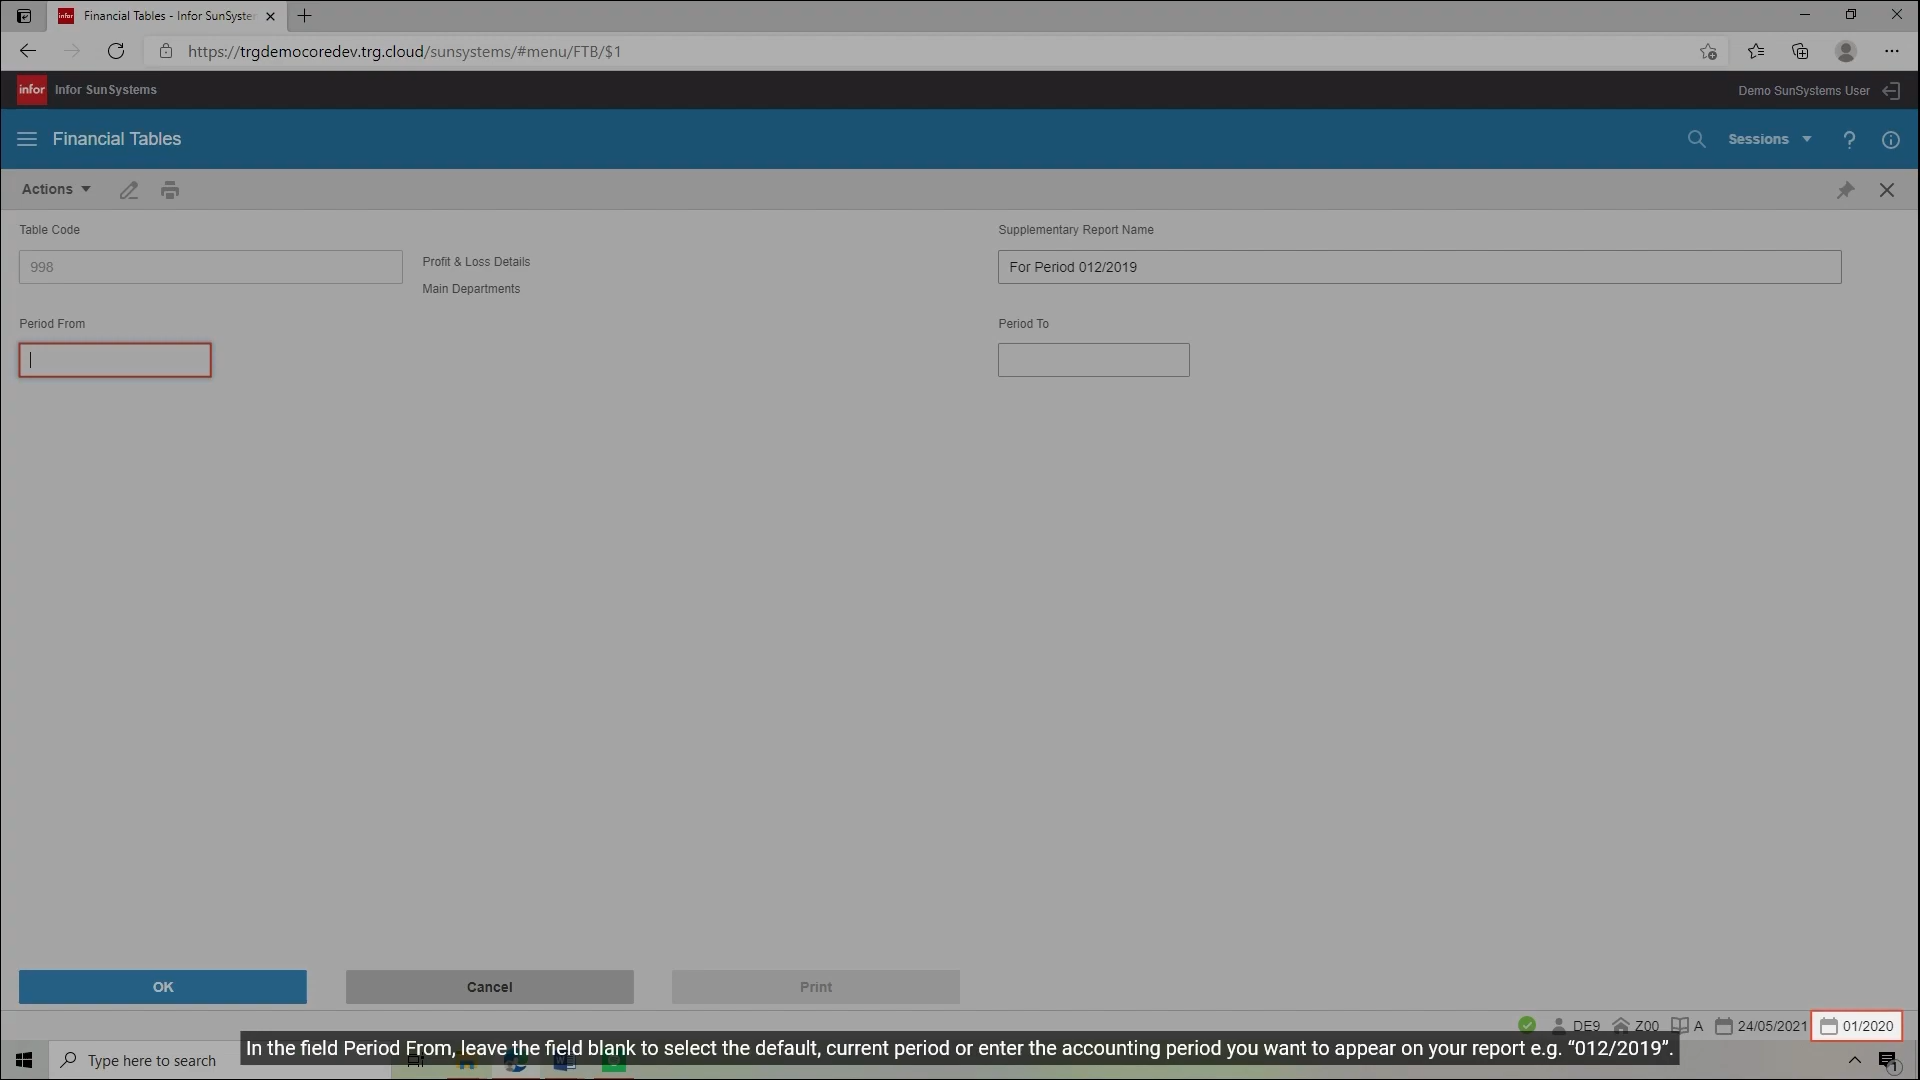 Financial Tables - Infor SunSyster
https://trgdemocoredev.trg.cloud/sunsystems/#menu/FTB/$1
infor Infor SunSystems
Demo SunSystems User
Financial Tables
Sessions
Actions
Table Code
Supplementary Report Name
998
Profit & Loss Details
For Period 012/2019
Main Departments
Period From
Period To
OK
Cancel
Print
DE9
Z00
A
24/05/2021
01/2020
In the field Period From, leave the field blank to select the default, current period or enter the accounting period you want to appear on your report e.g. “012/2019”.
Type here to search
1